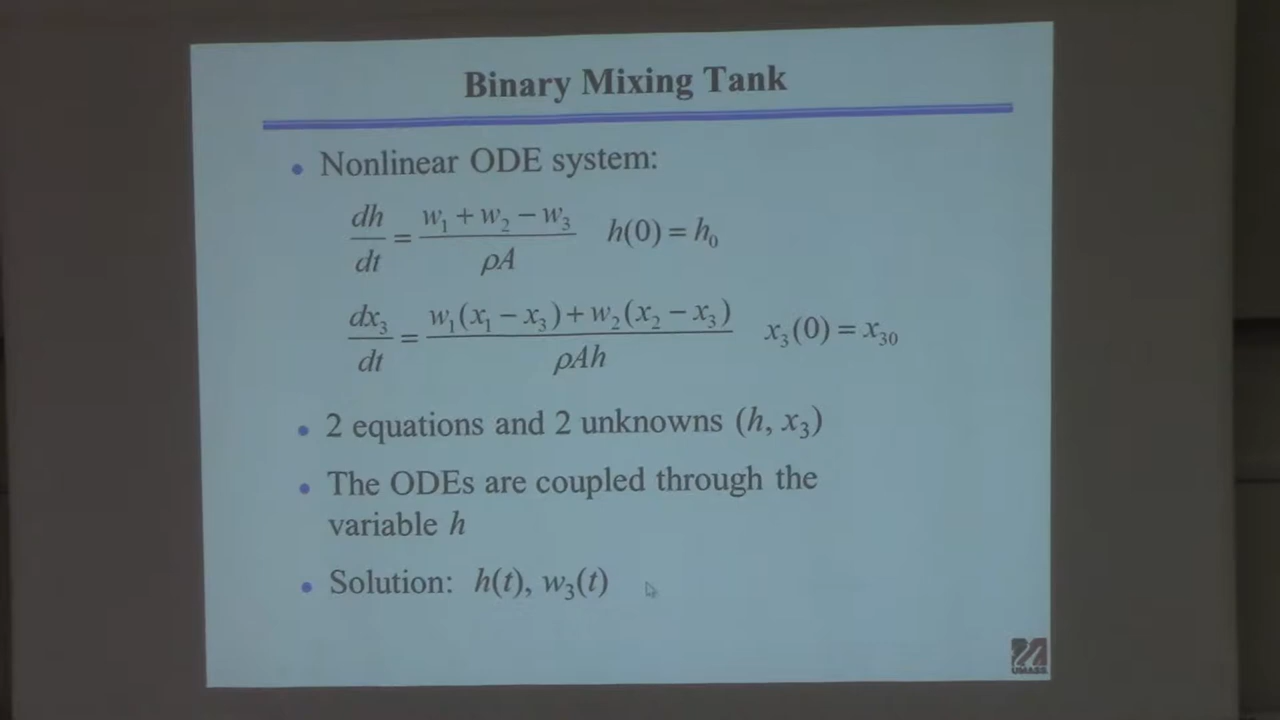 Binary Mixing Tank
• Nonlinear ODE system:
dh/dt = (w₁ + w₂ − w₃)/(ρA)   h(0) = h₀
dx₃/dt = (w₁(x₁ − x₃) + w₂(x₂ − x₃))/(ρAh)   x₃(0) = x₃₀
• 2 equations and 2 unknowns (h, x₃)
• The ODEs are coupled through the
variable h
• Solution: h(t), w₃(t)
UMASS